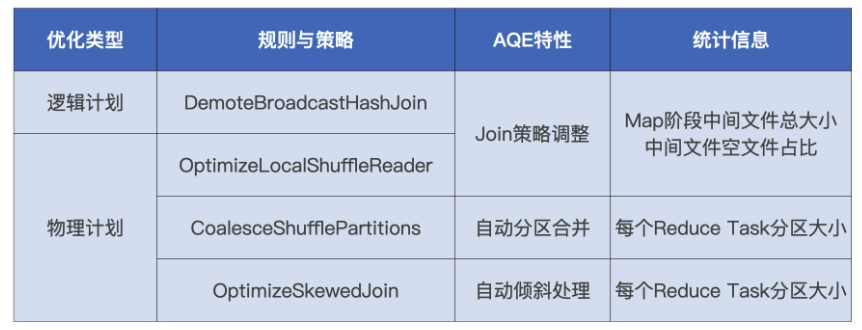 优化类型 规则与策略 AQE特性 统计信息
逻辑计划 DemoteBroadcastHashJoin
Join策略调整 Map阶段中间文件总大小
中间文件空文件占比
OptimizeLocalShuffleReader
物理计划 CoalesceShufflePartitions 自动分区合并 每个Reduce Task分区大小
OptimizeSkewedJoin 自动倾斜处理 每个Reduce Task分区大小